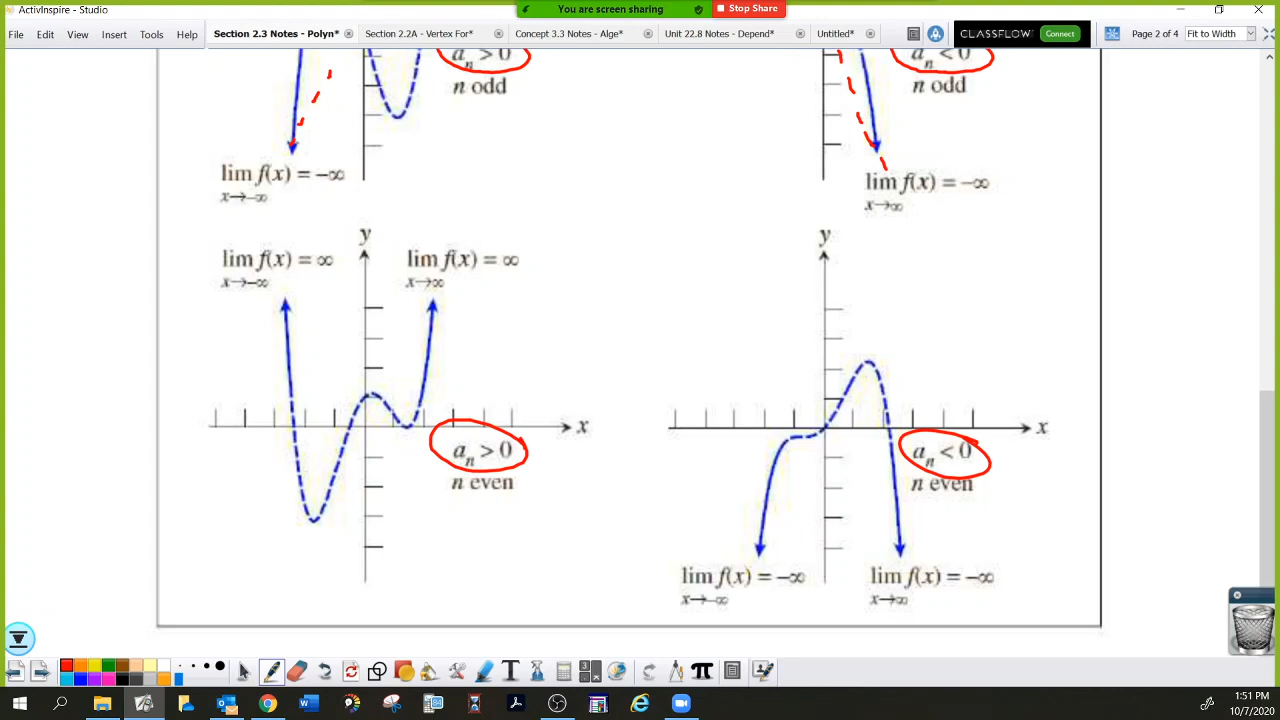 ActivInspire - Studio
You are screen sharing
Stop Share
File Edit View Insert Tools Help
Section 2.3 Notes - Polyn*
Section 2.2A - Vertex For*
Concept 3.3 Notes - Alge*
Unit 22.8 Notes - Depend*
Untitled*
CLASSFLOW
Connect
Page 2 of 4
Fit to Width
aₙ > 0
n odd
aₙ < 0
n odd
lim f(x) = -∞
x→-∞
lim f(x) = -∞
x→∞
y
lim f(x) = ∞
x→-∞
lim f(x) = ∞
x→∞
x
aₙ > 0
n even
y
x
aₙ < 0
n even
lim f(x) = -∞
x→-∞
lim f(x) = -∞
x→∞
1:51 PM
10/7/2020